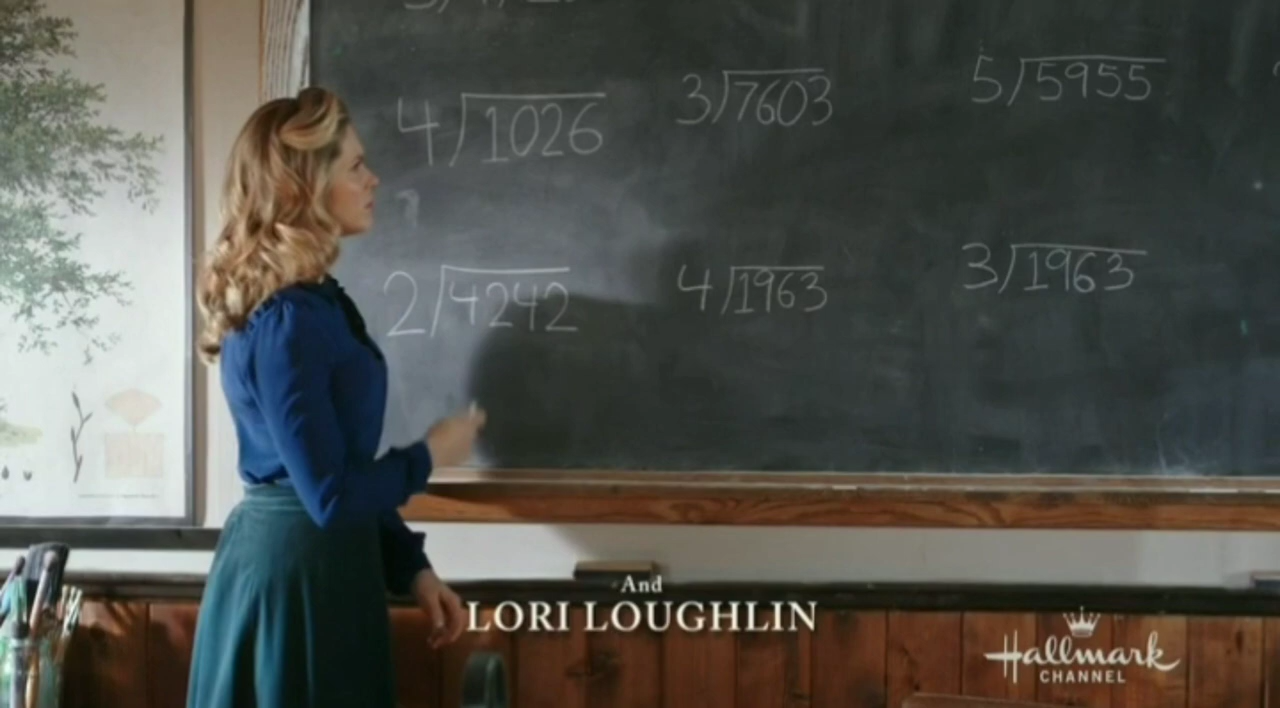 4)1026
3)7603
5)5955
2)4242
4)1963
3)1963
And
LORI LOUGHLIN
Hallmark
CHANNEL